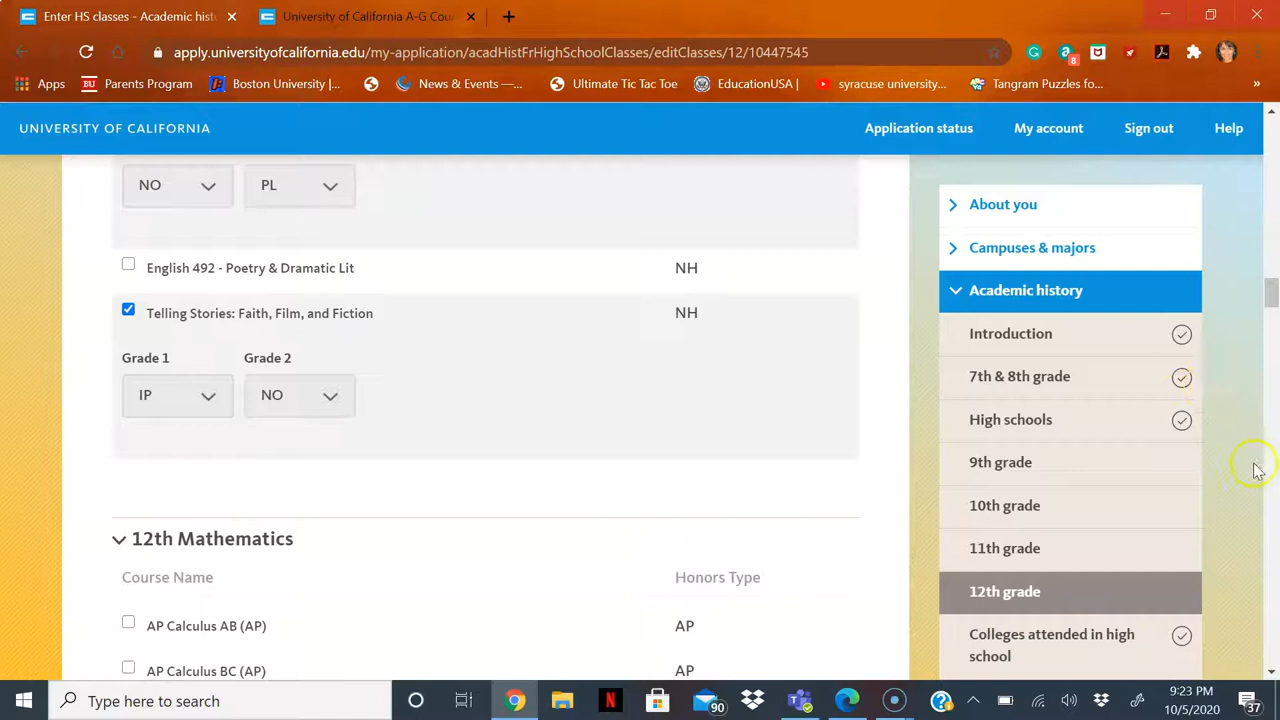 Enter HS classes - Academic hist
University of California A-G Cou
apply.universityofcalifornia.edu/my-application/acadHistFrHighSchoolClasses/editClasses/12/10447545
8
Apps
BU
Parents Program
Boston University |...
News & Events —...
Ultimate Tic Tac Toe
EducationUSA |
syracuse university...
Tangram Puzzles fo...
»
UNIVERSITY OF CALIFORNIA
Application status
My account
Sign out
Help
NO
PL
English 492 - Poetry & Dramatic Lit
NH
Telling Stories: Faith, Film, and Fiction
NH
Grade 1
Grade 2
IP
NO
12th Mathematics
Course Name
Honors Type
AP Calculus AB (AP)
AP
AP Calculus BC (AP)
AP
About you
Campuses & majors
Academic history
Introduction
7th & 8th grade
High schools
9th grade
10th grade
11th grade
12th grade
Colleges attended in high
school
Type here to search
90
9:23 PM
10/5/2020
37